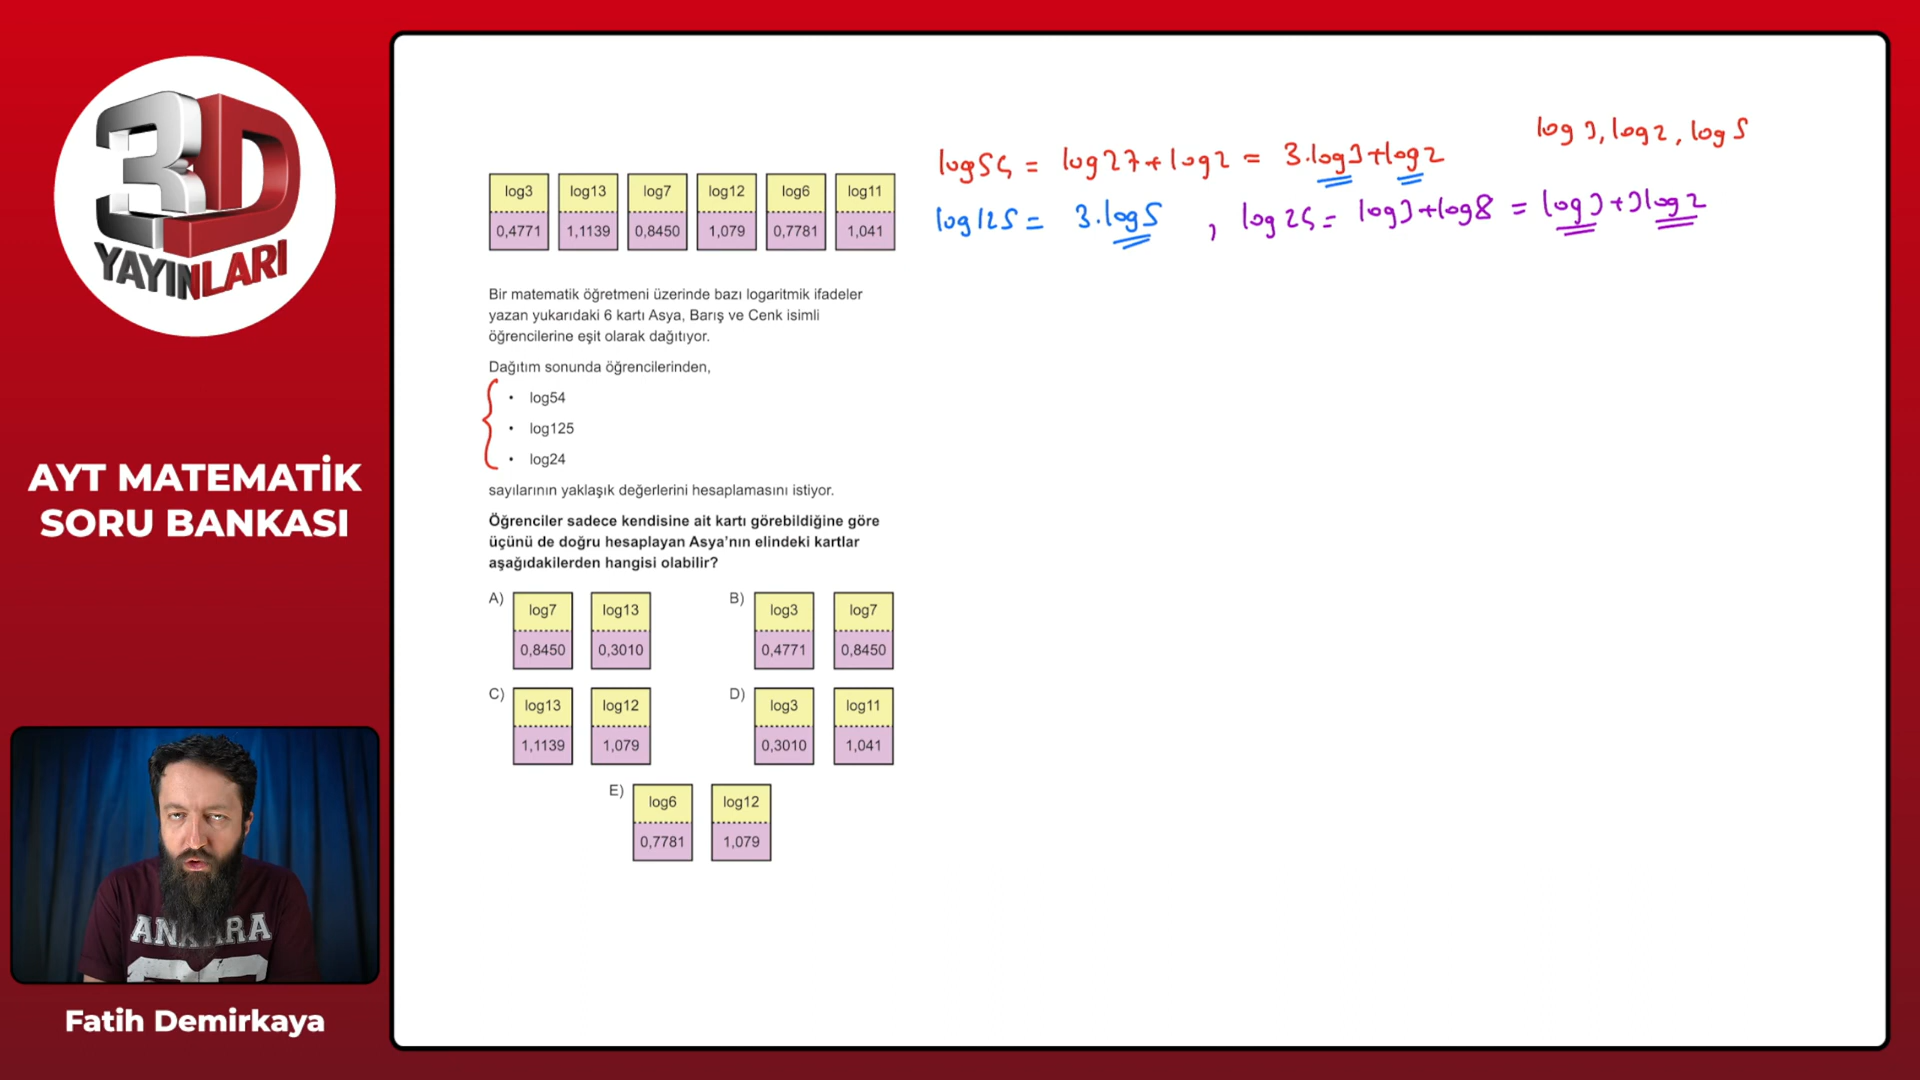 3D
YAYINLARI
AYT MATEMATİK
SORU BANKASI
ANKARA
Fatih Demirkaya
log3 log13 log7 log12 log6 log11
0,4771 1,1139 0,8450 1,079 0,7781 1,041
Bir matematik öğretmeni üzerinde bazı logaritmik ifadeler
yazan yukarıdaki 6 kartı Asya, Barış ve Cenk isimli
öğrencilerine eşit olarak dağıtıyor.
Dağıtım sonunda öğrencilerinden,
• log54
• log125
• log24
sayılarının yaklaşık değerlerini hesaplamasını istiyor.
Öğrenciler sadece kendisine ait kartı görebildiğine göre
üçünü de doğru hesaplayan Asya'nın elindeki kartlar
aşağıdakilerden hangisi olabilir?
A) log7 log13 B) log3 log7
0,8450 0,3010 0,4771 0,8450
C) log13 log12 D) log3 log11
1,1139 1,079 0,3010 1,041
E) log6 log12
0,7781 1,079
log 3, log 2, log 5
log54 = log27 + log2 = 3.log3 + log2
log125 = 3.log5 , log24 = log3 + log8 = log3 + 3log2